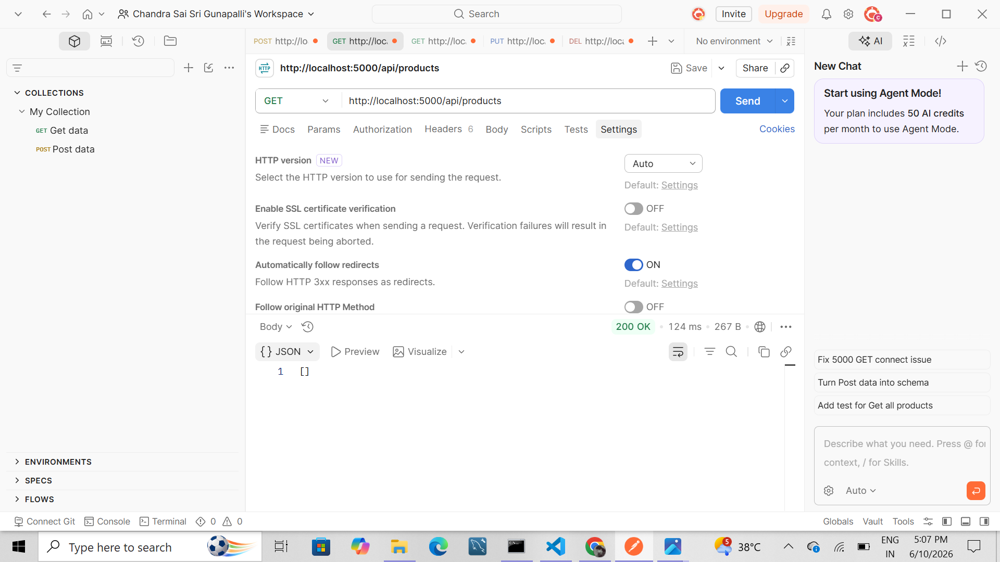 Chandra Sai Sri Gunapalli's Workspace
Search
Invite
Upgrade
C
POST http://lo
GET http://loc
GET http://loc
PUT http://loc
DEL http://loc
No environment
AI
HTTP
http://localhost:5000/api/products
Save
Share
New Chat
COLLECTIONS
My Collection
GET Get data
POST Post data
GET
http://localhost:5000/api/products
Send
Start using Agent Mode!
Your plan includes 50 AI credits
per month to use Agent Mode.
Docs
Params
Authorization
Headers 6
Body
Scripts
Tests
Settings
Cookies
HTTP version NEW
Select the HTTP version to use for sending the request.
Auto
Default: Settings
Enable SSL certificate verification
Verify SSL certificates when sending a request. Verification failures will result in
the request being aborted.
OFF
Default: Settings
Automatically follow redirects
Follow HTTP 3xx responses as redirects.
ON
Default: Settings
Follow original HTTP Method
OFF
Body
200 OK
124 ms
267 B
{} JSON
Preview
Visualize
1 []
Fix 5000 GET connect issue
Turn Post data into schema
Add test for Get all products
Describe what you need. Press @ for
context, / for Skills.
Auto
ENVIRONMENTS
SPECS
FLOWS
Connect Git
Console
Terminal
0
0
Globals
Vault
Tools
Type here to search
5
38°C
ENG
IN
5:07 PM
6/10/2026